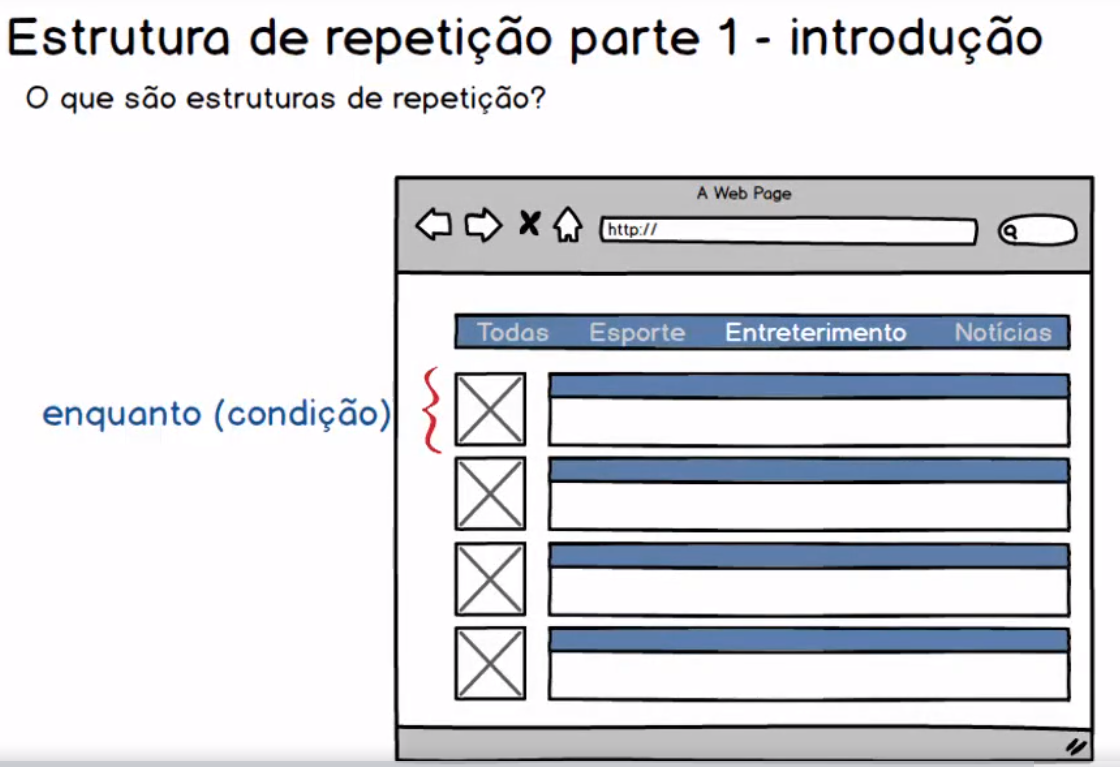 Estrutura de repetição parte 1 - introdução
O que são estruturas de repetição?
A Web Page
http://
Todas Esporte Entreterimento Notícias
enquanto (condição)